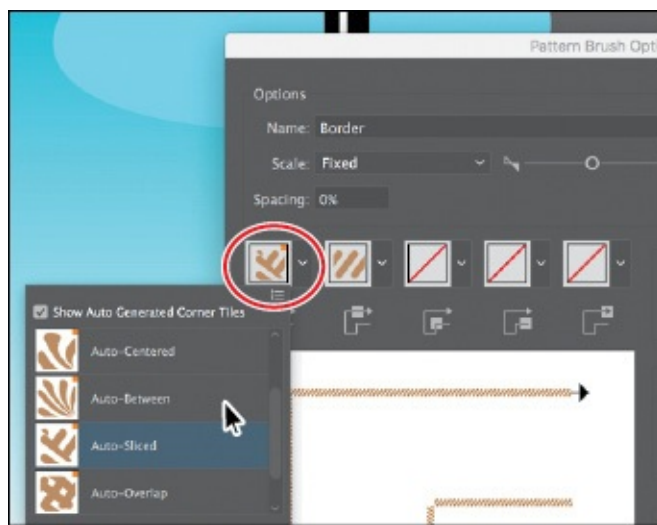 Pattern Brush Opti
Options
Name: Border
Scale: Fixed
Spacing: 0%
Show Auto Generated Corner Tiles
Auto-Centered
Auto-Between
Auto-Sliced
Auto-Overlap